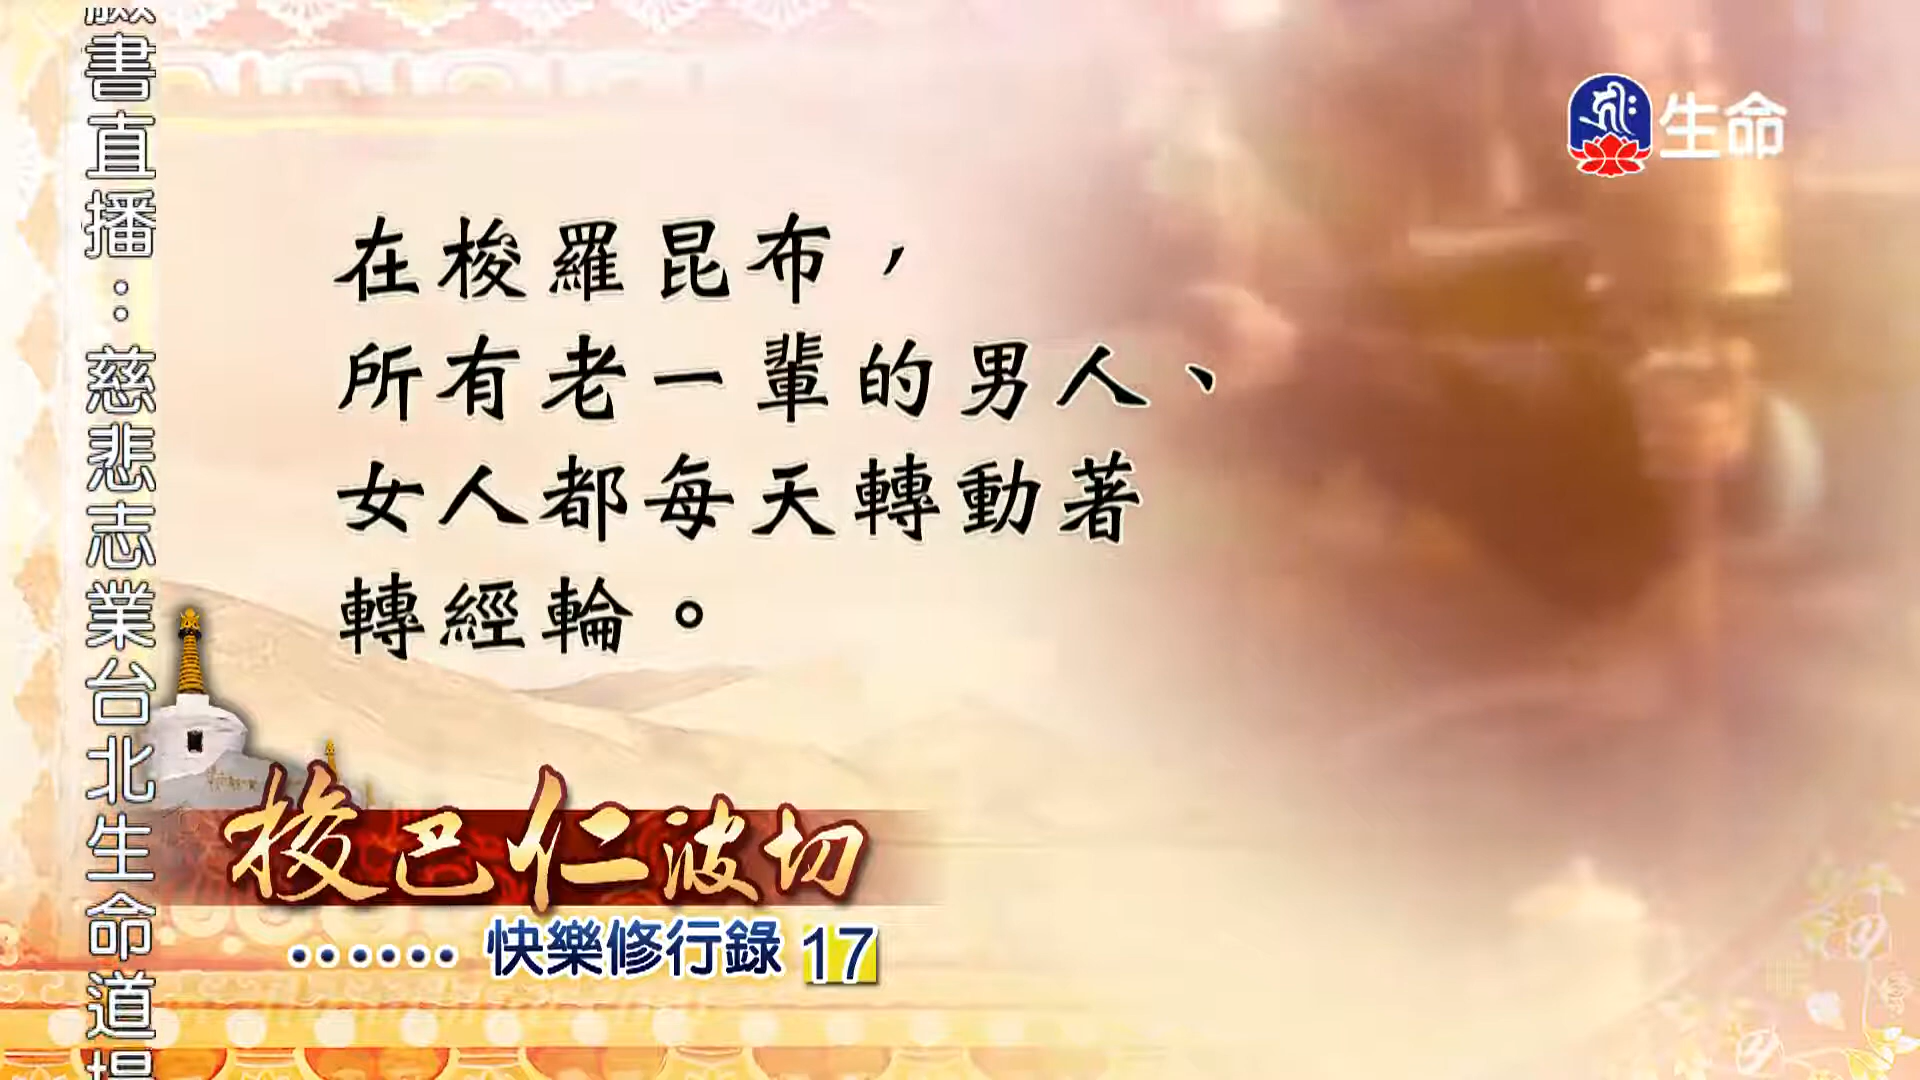 臉書直播：慈悲志業台北生命道場
生命
在梭羅昆布，
所有老一輩的男人、
女人都每天轉動著
轉經輪。
梭巴仁波切
…… 快樂修行錄 17